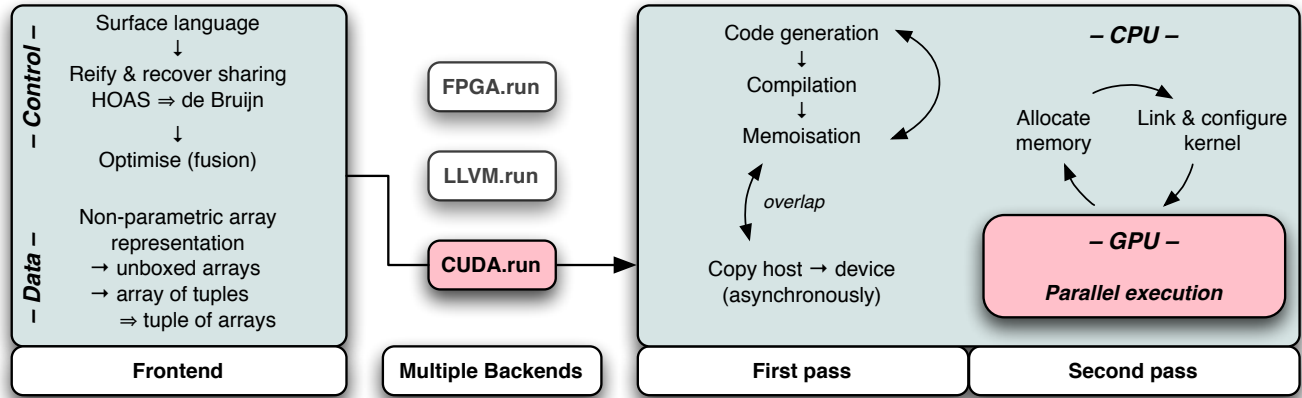 – Control –
Surface language
↓
Reify & recover sharing
HOAS ⇒ de Bruijn
↓
Optimise (fusion)
– Data –
Non-parametric array
representation
→ unboxed arrays
→ array of tuples
⇒ tuple of arrays
Frontend
FPGA.run
LLVM.run
CUDA.run
Multiple Backends
Code generation
↓
Compilation
↓
Memoisation
overlap
Copy host → device
(asynchronously)
First pass
– CPU –
Allocate
memory
Link & configure
kernel
– GPU –
Parallel execution
Second pass